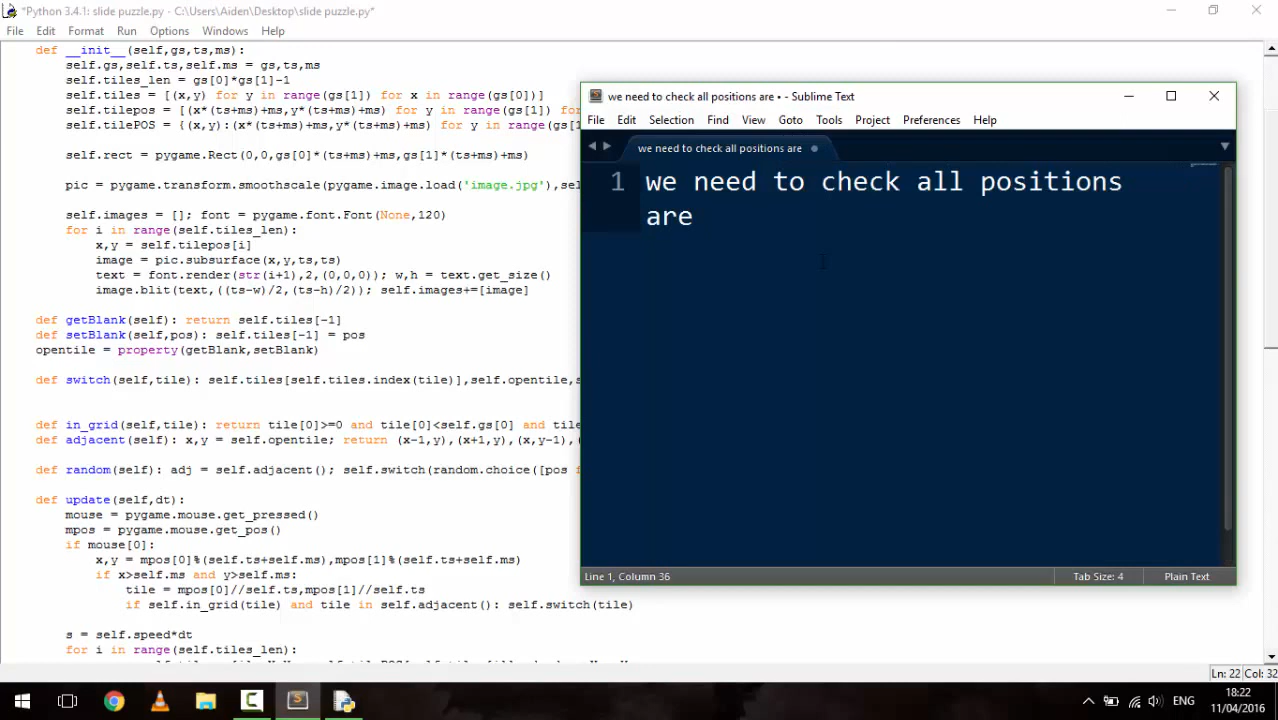 *Python 3.4.1: slide puzzle.py - C:\Users\Aiden\Desktop\slide puzzle.py*
File Edit Format Run Options Windows Help
def __init__(self,gs,ts,ms):
self.gs,self.ts,self.ms = gs,ts,ms
self.tiles_len = gs[0]*gs[1]-1
self.tiles = [(x,y) for y in range(gs[1]) for x in range(gs[0])]
self.tilepos = [(x*(ts+ms)+ms,y*(ts+ms)+ms) for y in range(gs[1]) for
self.tilePOS = {(x,y):(x*(ts+ms)+ms,y*(ts+ms)+ms) for y in range(gs[1
self.rect = pygame.Rect(0,0,gs[0]*(ts+ms)+ms,gs[1]*(ts+ms)+ms)
pic = pygame.transform.smoothscale(pygame.image.load('image.jpg'),sel
self.images = []; font = pygame.font.Font(None,120)
for i in range(self.tiles_len):
x,y = self.tilepos[i]
image = pic.subsurface(x,y,ts,ts)
text = font.render(str(i+1),2,(0,0,0)); w,h = text.get_size()
image.blit(text,((ts-w)/2,(ts-h)/2)); self.images+=[image]
def getBlank(self): return self.tiles[-1]
def setBlank(self,pos): self.tiles[-1] = pos
opentile = property(getBlank,setBlank)
def switch(self,tile): self.tiles[self.tiles.index(tile)],self.opentile,s
def in_grid(self,tile): return tile[0]>=0 and tile[0]<self.gs[0] and tile
def adjacent(self): x,y = self.opentile; return (x-1,y),(x+1,y),(x,y-1),(
def random(self): adj = self.adjacent(); self.switch(random.choice([pos f
def update(self,dt):
mouse = pygame.mouse.get_pressed()
mpos = pygame.mouse.get_pos()
if mouse[0]:
x,y = mpos[0]%(self.ts+self.ms),mpos[1]%(self.ts+self.ms)
if x>self.ms and y>self.ms:
tile = mpos[0]//self.ts,mpos[1]//self.ts
if self.in_grid(tile) and tile in self.adjacent(): self.switch(tile)
s = self.speed*dt
for i in range(self.tiles_len):
we need to check all positions are • - Sublime Text
File Edit Selection Find View Goto Tools Project Preferences Help
we need to check all positions are
1 we need to check all positions
are
Line 1, Column 36 Tab Size: 4 Plain Text
Ln: 22 Col: 32
ENG
18:22
11/04/2016